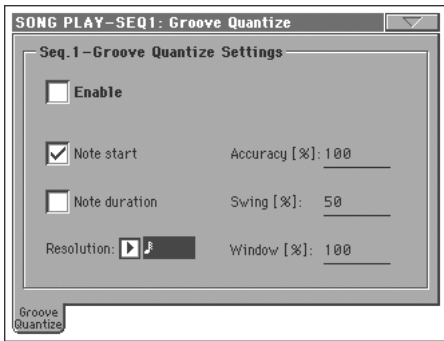 SONG PLAY-SEQ1: Groove Quantize
Seq.1-Groove Quantize Settings
Enable
Note start
Accuracy [%]: 100
Note duration
Swing [%]: 50
Resolution:
Window [%]: 100
Groove
Quantize